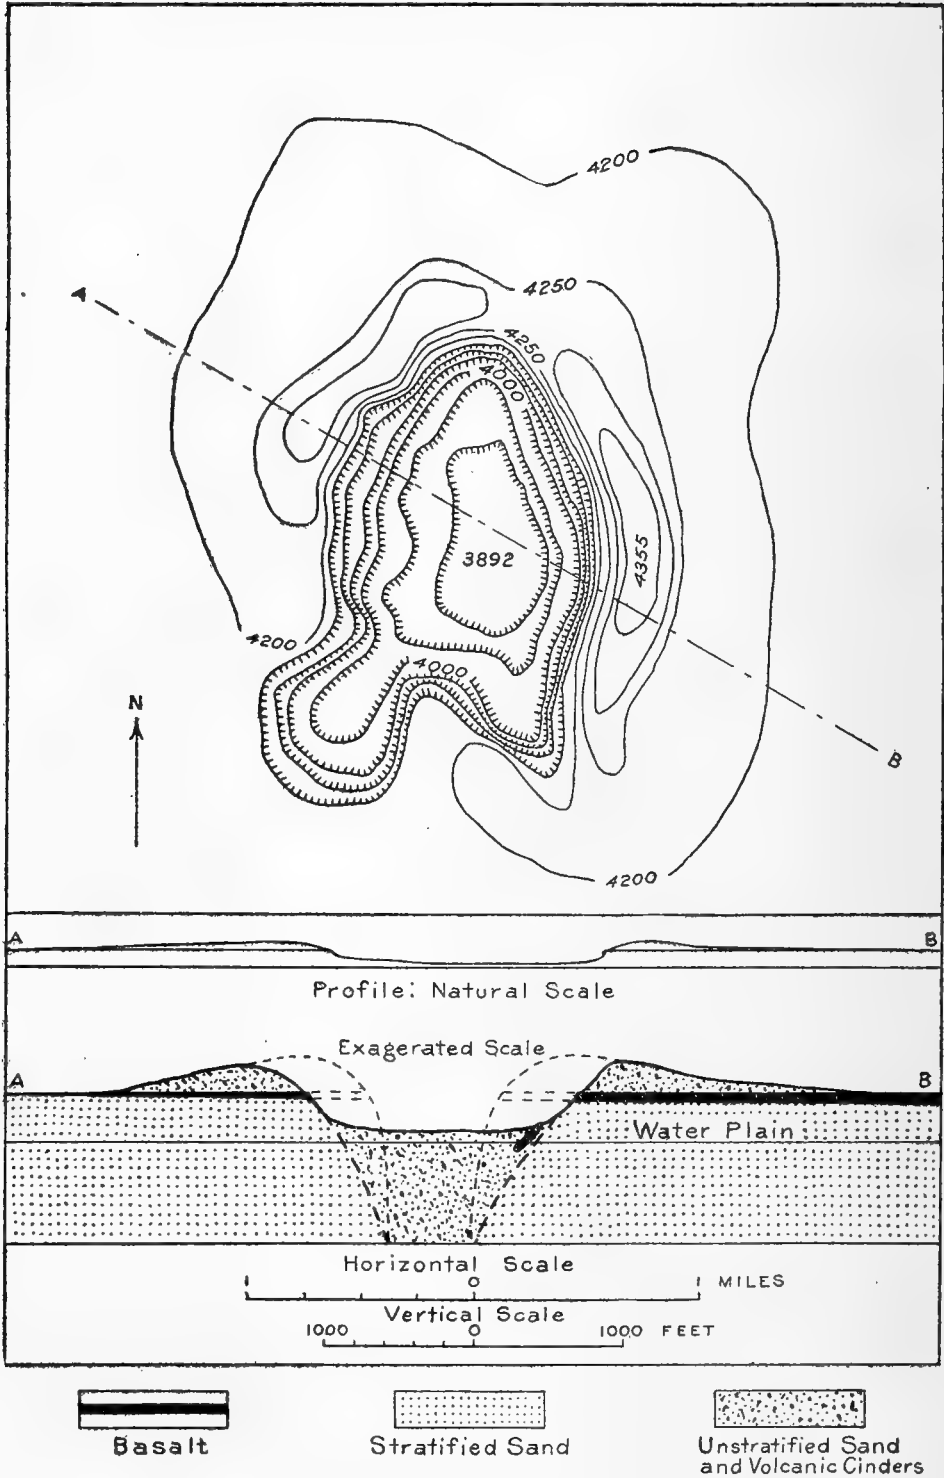 4200
A
4250
4250
4000
3892
4355
4200
4000
N
B
4200
A
B
Profile: Natural Scale
Exagerated Scale
A
B
Water Plain
Horizontal Scale
1 0 1 MILES
Vertical Scale
1000 0 1000 FEET
Basalt
Stratified Sand
Unstratified Sand
and Volcanic Cinders